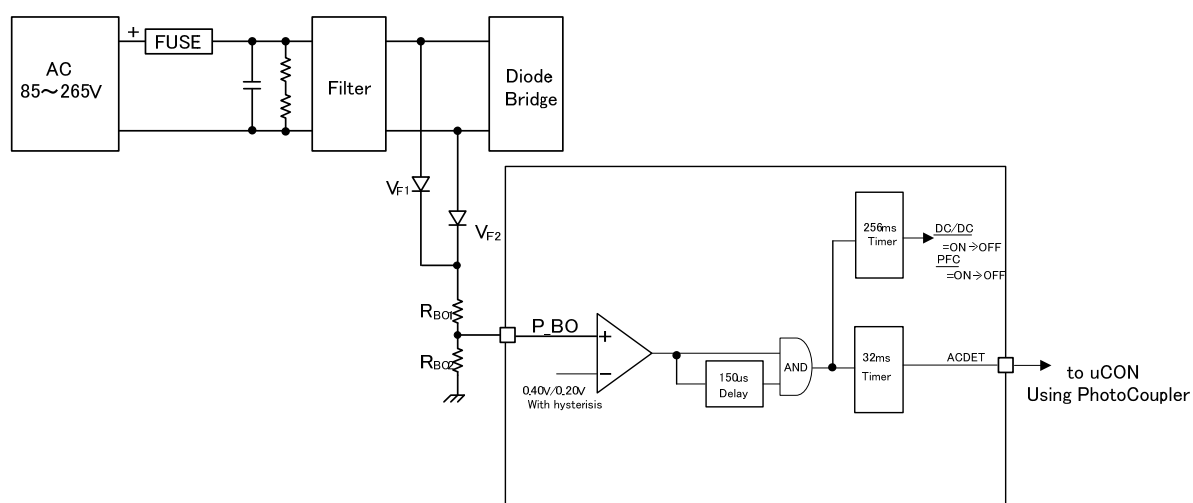 AC
85～265V
+
FUSE
Filter
Diode
Bridge
VF1
VF2
256ms
Timer
DC/DC
=ON→OFF
PFC
=ON→OFF
RBO1
P_BO
+
RBO2
−
0.40V/0.20V
With hysterisis
150us
Delay
AND
32ms
Timer
ACDET
to uCON
Using PhotoCoupler